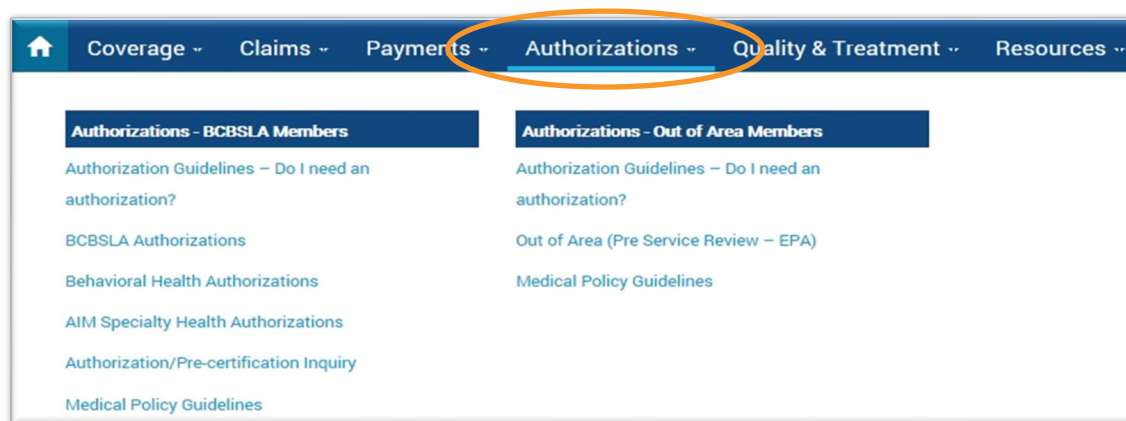 Coverage Claims Payments Authorizations Quality & Treatment Resources
Authorizations - BCBSLA Members
Authorization Guidelines – Do I need an
authorization?
BCBSLA Authorizations
Behavioral Health Authorizations
AIM Specialty Health Authorizations
Authorization/Pre-certification Inquiry
Medical Policy Guidelines
Authorizations - Out of Area Members
Authorization Guidelines – Do I need an
authorization?
Out of Area (Pre Service Review – EPA)
Medical Policy Guidelines